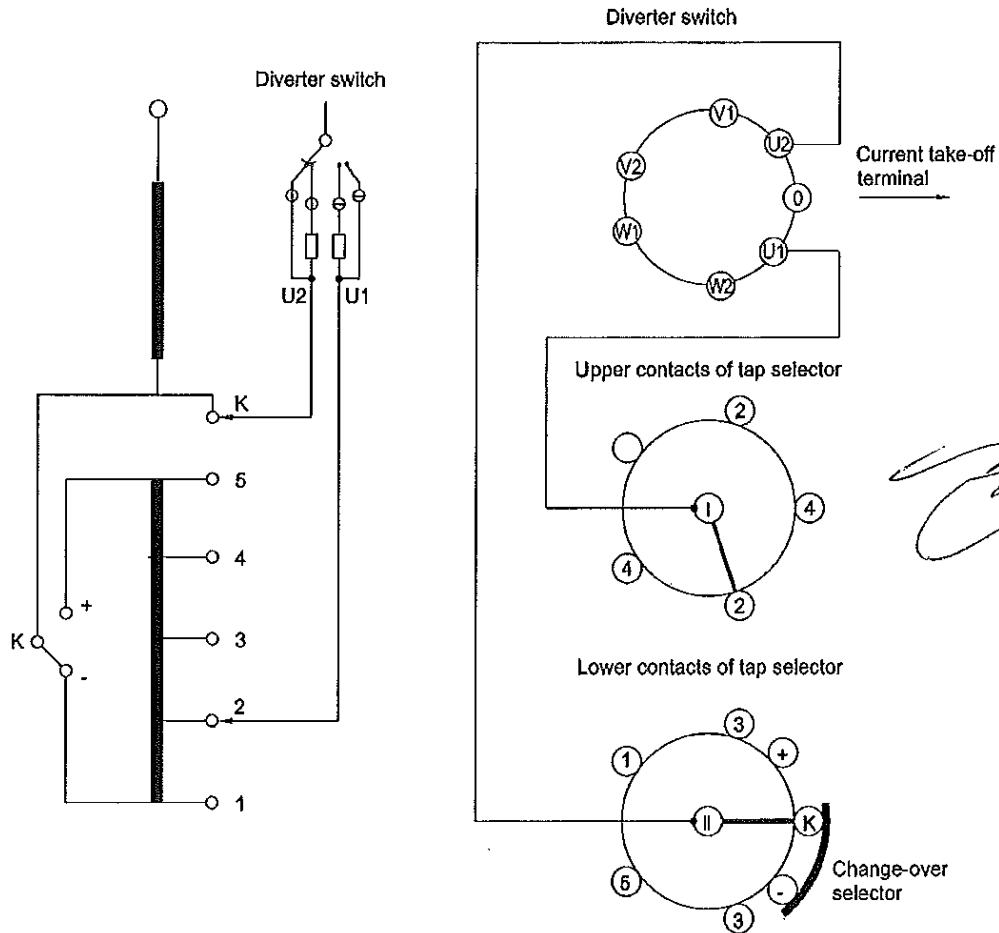 Diverter switch
Diverter switch
V1
U2
V2
0
W1
U1
W2
Current take-off
terminal
U2
U1
K
5
4
+
K
3
-
2
1
Upper contacts of tap selector
2
I
4
4
2
Lower contacts of tap selector
3
1
+
II
K
5
-
3
Change-over
selector